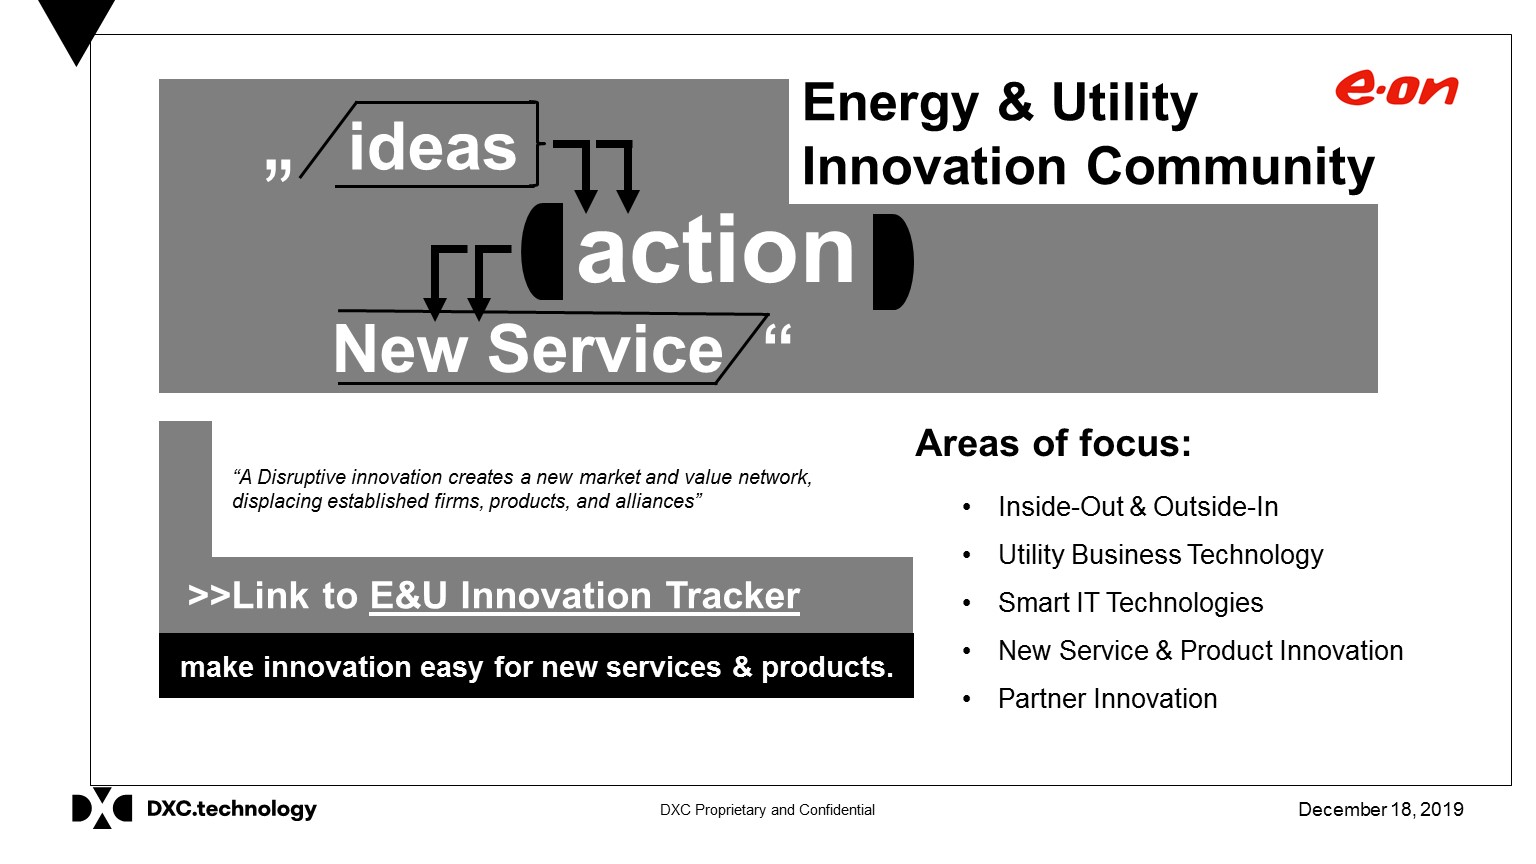 Energy & Utility
Innovation Community
e·on
„ ideas
action
New Service “
“A Disruptive innovation creates a new market and value network,
displacing established firms, products, and alliances”
>>Link to E&U Innovation Tracker
make innovation easy for new services & products.
Areas of focus:
• Inside-Out & Outside-In
• Utility Business Technology
• Smart IT Technologies
• New Service & Product Innovation
• Partner Innovation
DXC.technology
DXC Proprietary and Confidential
December 18, 2019